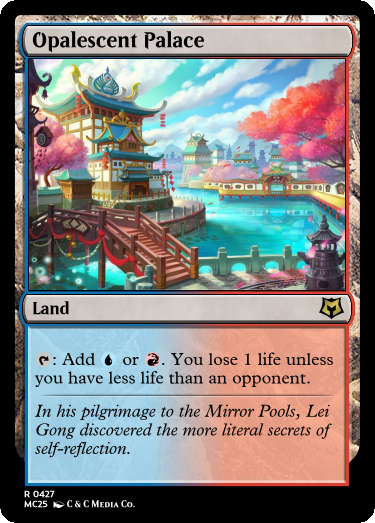 Opalescent Palace
Land
: Add or . You lose 1 life unless
you have less life than an opponent.
In his pilgrimage to the Mirror Pools, Lei
Gong discovered the more literal secrets of
self-reflection.
R 0427
MC25 C & C MEDIA CO.